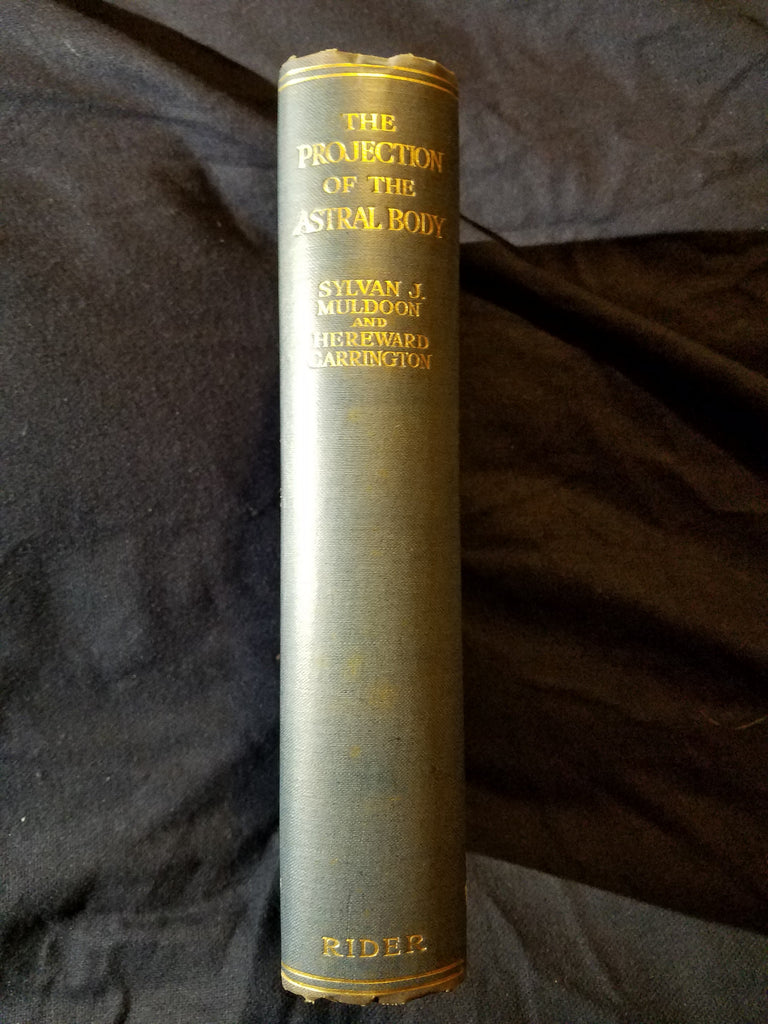 THE
PROJECTION
OF THE
ASTRAL BODY
SYLVAN J.
MULDOON
AND
HEREWARD
CARRINGTON
RIDER